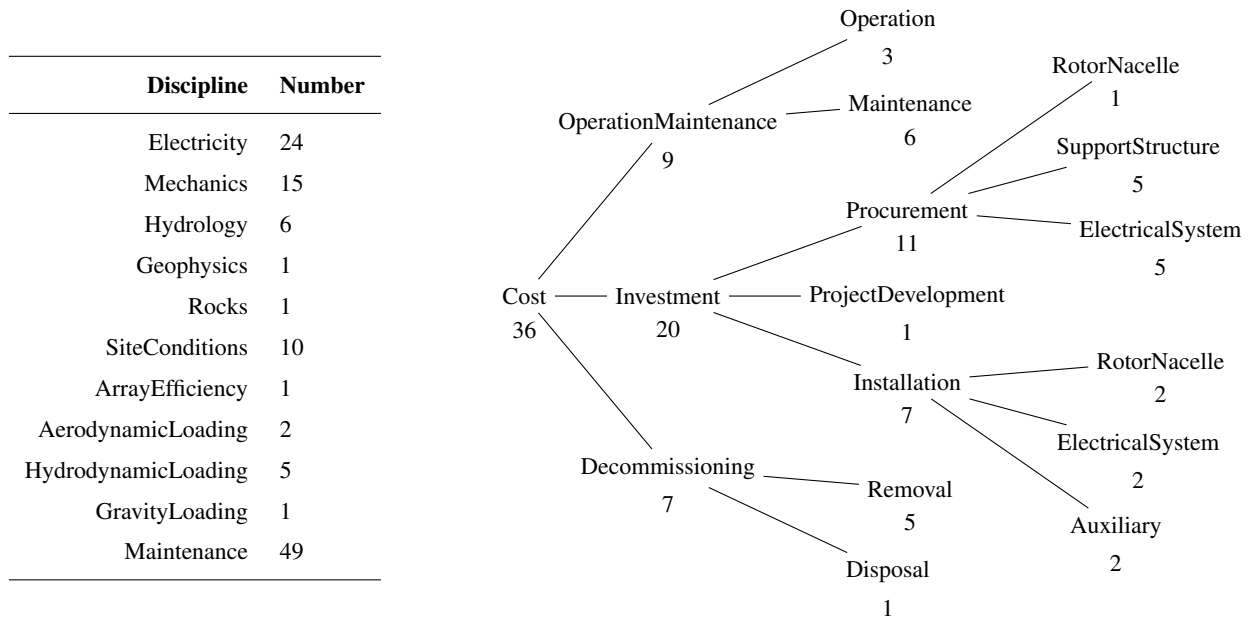 Discipline Number
Electricity 24
Mechanics 15
Hydrology 6
Geophysics 1
Rocks 1
SiteConditions 10
ArrayEfficiency 1
AerodynamicLoading 2
HydrodynamicLoading 5
GravityLoading 1
Maintenance 49
Cost
36
OperationMaintenance
9
Operation
3
Maintenance
6
Investment
20
Procurement
11
RotorNacelle
1
SupportStructure
5
ElectricalSystem
5
ProjectDevelopment
1
Installation
7
RotorNacelle
2
ElectricalSystem
2
Auxiliary
2
Decommissioning
7
Removal
5
Disposal
1